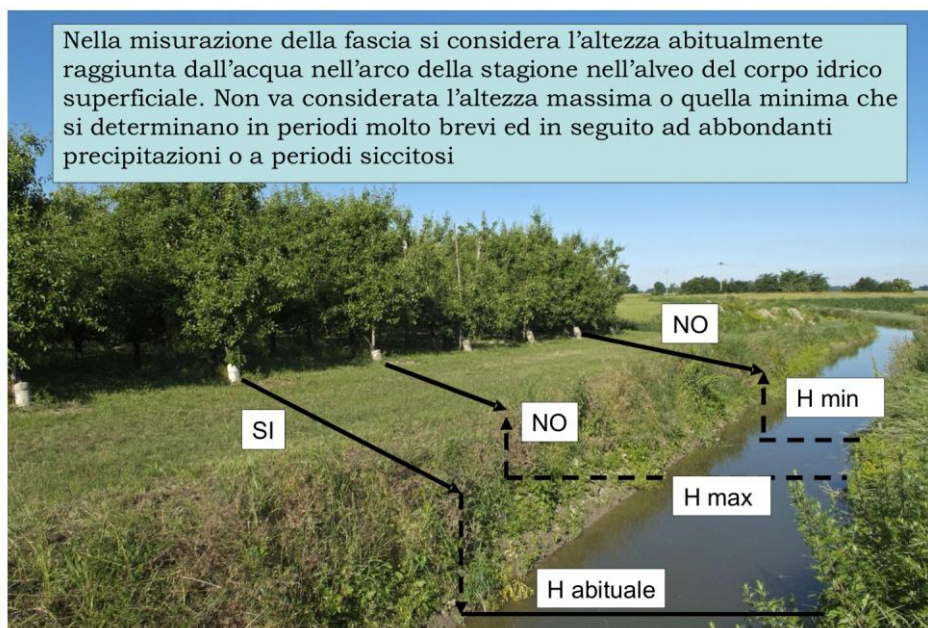 Nella misurazione della fascia si considera l’altezza abitualmente
raggiunta dall’acqua nell’arco della stagione nell’alveo del corpo idrico
superficiale. Non va considerata l’altezza massima o quella minima che
si determinano in periodi molto brevi ed in seguito ad abbondanti
precipitazioni o a periodi siccitosi
NO
H min
SI
NO
H max
H abituale